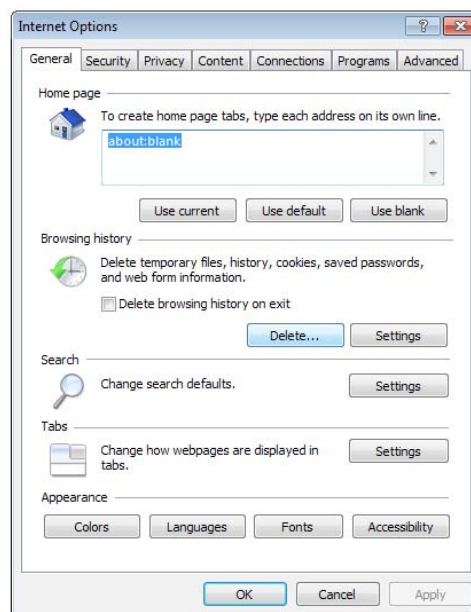 Internet Options
General Security Privacy Content Connections Programs Advanced
Home page
To create home page tabs, type each address on its own line.
about:blank
Use current Use default Use blank
Browsing history
Delete temporary files, history, cookies, saved passwords,
and web form information.
Delete browsing history on exit
Delete... Settings
Search
Change search defaults. Settings
Tabs
Change how webpages are displayed in
tabs.
Settings
Appearance
Colors Languages Fonts Accessibility
OK Cancel Apply